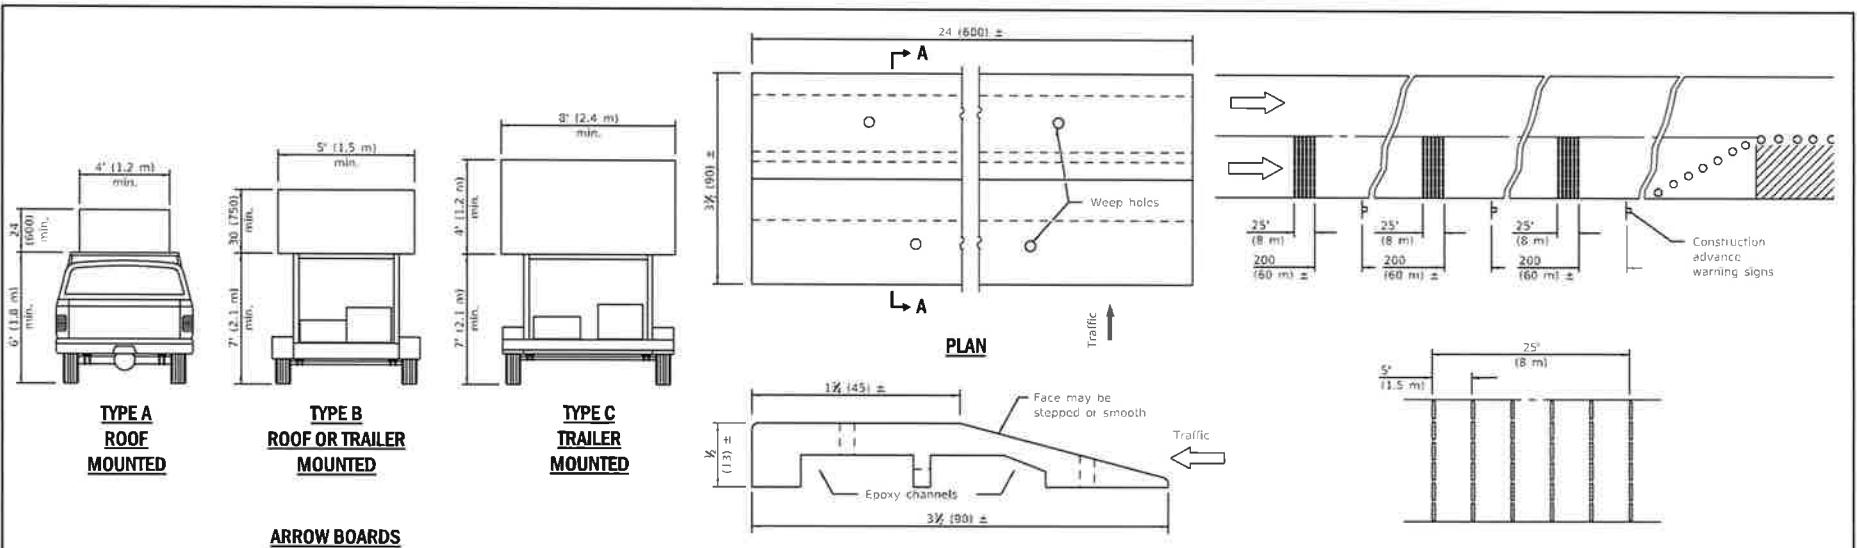 4' (1.2 m)
min.
24
(600)
min.
6' (1.8 m)
min.
TYPE A
ROOF
MOUNTED
5' (1.5 m)
min.
30 (750)
min.
7' (2.1 m)
min.
TYPE B
ROOF OR TRAILER
MOUNTED
8' (2.4 m)
min.
4' (1.2 m)
min.
7' (2.1 m)
min.
TYPE C
TRAILER
MOUNTED
ARROW BOARDS
24 (600) ±
A
3½ (90) ±
Weep holes
A
Traffic
PLAN
1¾ (45) ±
Face may be
stepped or smooth
½
(13) ±
Traffic
Epoxy channels
3½ (90) ±
25'
(8 m)
200
(60 m) ±
25'
(8 m)
200
(60 m) ±
25'
(8 m)
200
(60 m) ±
Construction
advance
warning signs
25'
(8 m)
5'
(1.5 m)